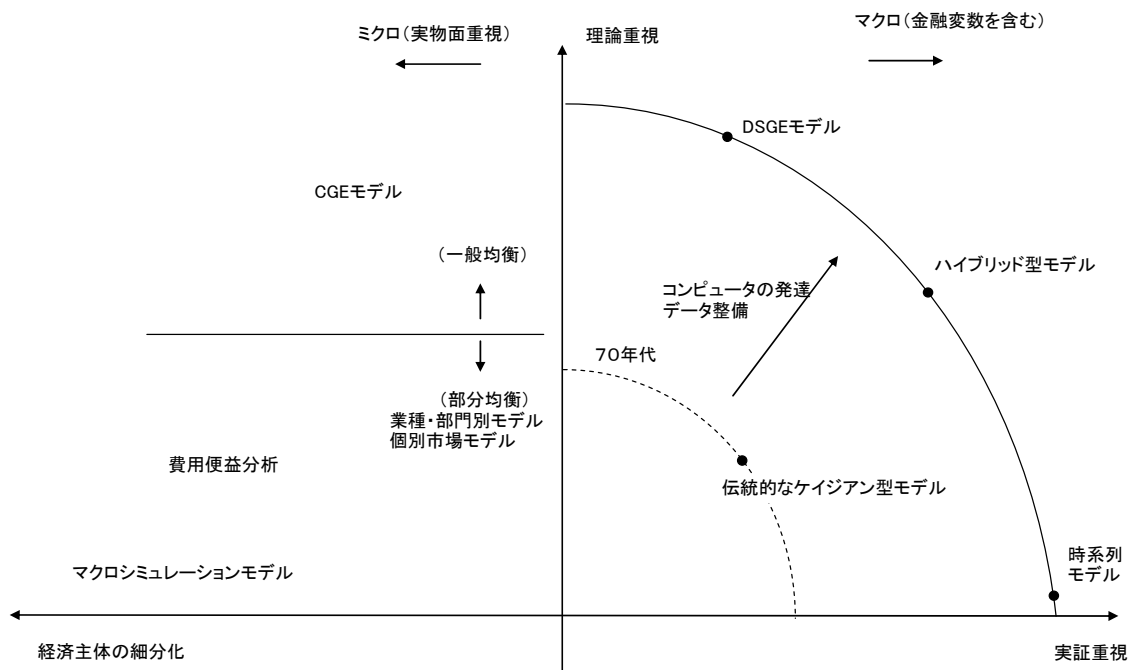 ミクロ（実物面重視）
理論重視
マクロ（金融変数を含む）
DSGEモデル
CGEモデル
（一般均衡）
ハイブリッド型モデル
コンピュータの発達
データ整備
７０年代
（部分均衡）
業種・部門別モデル
個別市場モデル
費用便益分析
伝統的なケイジアン型モデル
時系列
モデル
マクロシミュレーションモデル
経済主体の細分化
実証重視